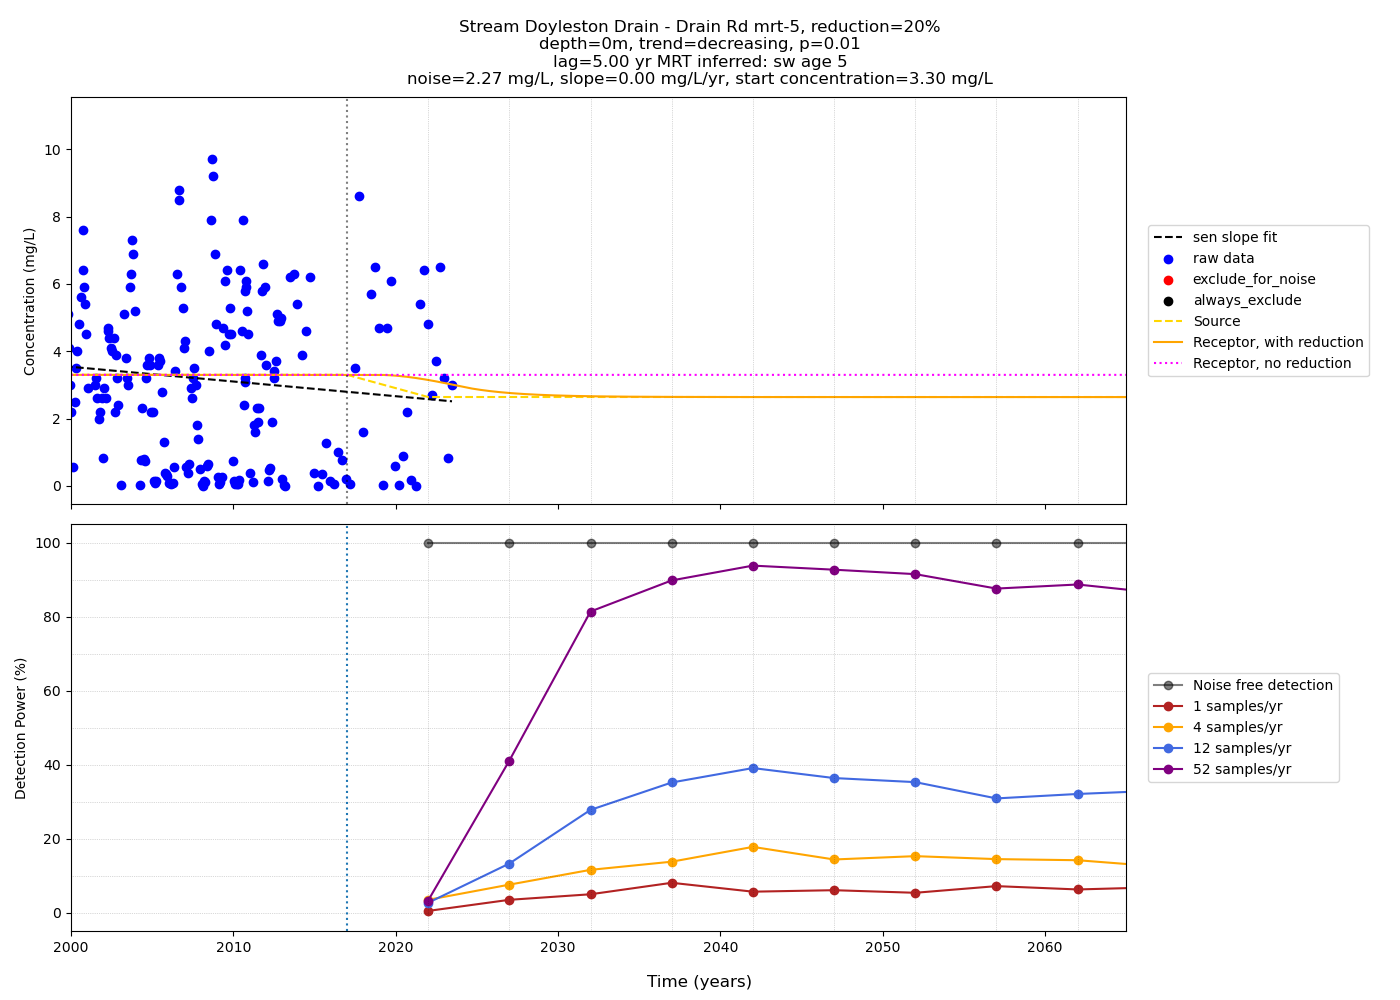 Stream Doyleston Drain - Drain Rd mrt-5, reduction=20%
depth=0m, trend=decreasing, p=0.01
lag=5.00 yr MRT inferred: sw age 5
noise=2.27 mg/L, slope=0.00 mg/L/yr, start concentration=3.30 mg/L
Concentration (mg/L)
10
8
6
4
2
0
sen slope fit
raw data
exclude_for_noise
always_exclude
Source
Receptor, with reduction
Receptor, no reduction
Detection Power (%)
100
80
60
40
20
0
Noise free detection
1 samples/yr
4 samples/yr
12 samples/yr
52 samples/yr
2000
2010
2020
2030
2040
2050
2060
Time (years)